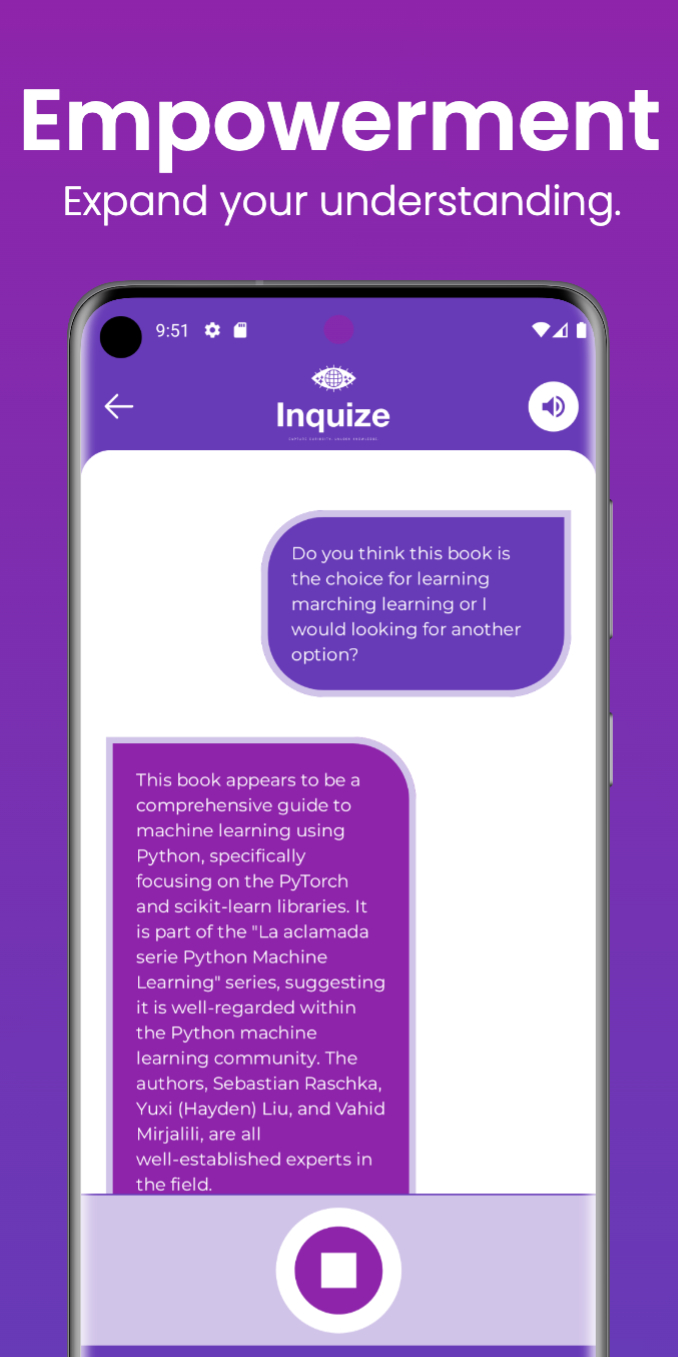 Empowerment
Expand your understanding.
9:51
Inquize
Do you think this book is
the choice for learning
marching learning or I
would looking for another
option?
This book appears to be a
comprehensive guide to
machine learning using
Python, specifically
focusing on the PyTorch
and scikit-learn libraries. It
is part of the "La aclamada
serie Python Machine
Learning" series, suggesting
it is well-regarded within
the Python machine
learning community. The
authors, Sebastian Raschka,
Yuxi (Hayden) Liu, and Vahid
Mirjalili, are all
well-established experts in
the field.